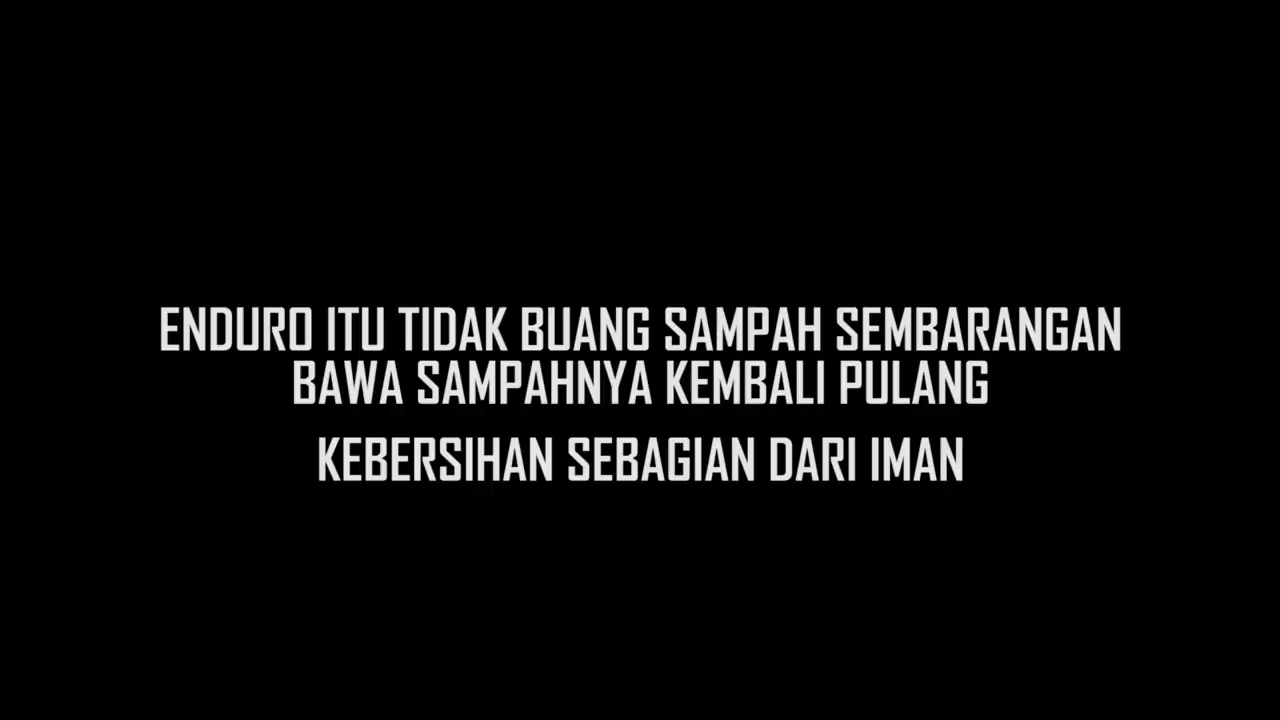 ENDURO ITU TIDAK BUANG SAMPAH SEMBARANGAN
BAWA SAMPAHNYA KEMBALI PULANG
KEBERSIHAN SEBAGIAN DARI IMAN